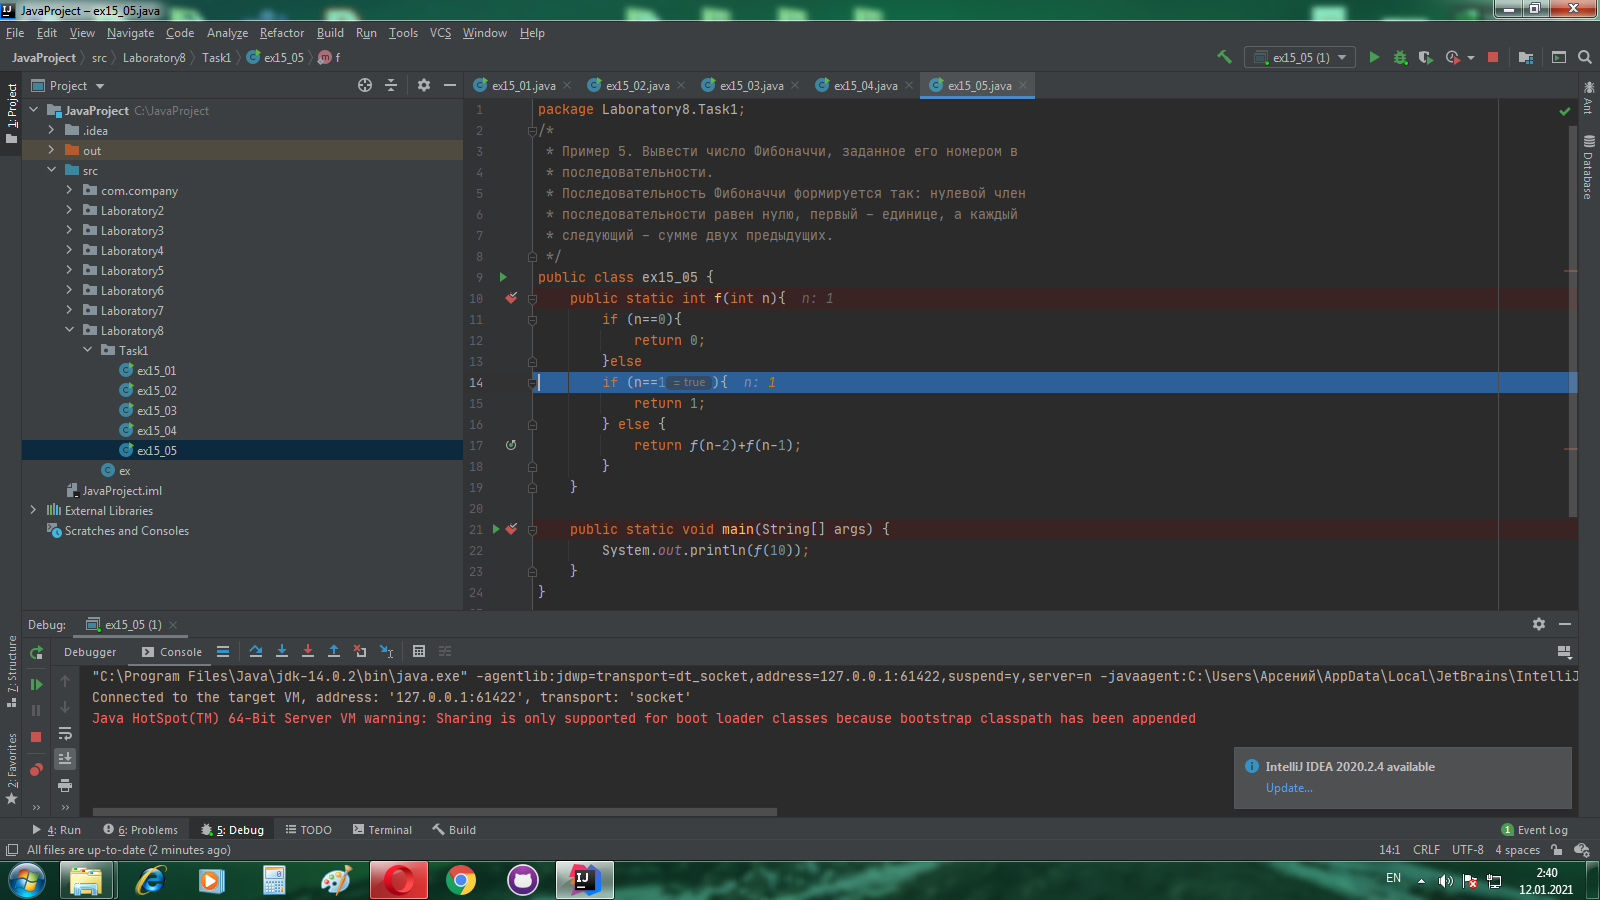 JavaProject – ex15_05.java
File Edit View Navigate Code Analyze Refactor Build Run Tools VCS Window Help
JavaProject src Laboratory8 Task1 ex15_05 f
ex15_05 (1)
1: Project
Project
ex15_01.java ex15_02.java ex15_03.java ex15_04.java ex15_05.java
Ant
Database
JavaProject C:\JavaProject
.idea
out
src
com.company
Laboratory2
Laboratory3
Laboratory4
Laboratory5
Laboratory6
Laboratory7
Laboratory8
Task1
ex15_01
ex15_02
ex15_03
ex15_04
ex15_05
ex
JavaProject.iml
External Libraries
Scratches and Consoles
1 package Laboratory8.Task1;
2 /*
3 * Пример 5. Вывести число Фибоначчи, заданное его номером в
4 * последовательности.
5 * Последовательность Фибоначчи формируется так: нулевой член
6 * последовательности равен нулю, первый – единице, а каждый
7 * следующий – сумме двух предыдущих.
8 */
9 public class ex15_05 {
10 public static int f(int n){ n: 1
11 if (n==0){
12 return 0;
13 }else
14 if (n==1 = true ){ n: 1
15 return 1;
16 } else {
17 return f(n-2)+f(n-1);
18 }
19 }
20
21 public static void main(String[] args) {
22 System.out.println(f(10));
23 }
24 }
Debug: ex15_05 (1)
Debugger Console
7: Structure
2: Favorites
"C:\Program Files\Java\jdk-14.0.2\bin\java.exe" -agentlib:jdwp=transport=dt_socket,address=127.0.0.1:61422,suspend=y,server=n -javaagent:C:\Users\Арсений\AppData\Local\JetBrains\IntelliJ
Connected to the target VM, address: '127.0.0.1:61422', transport: 'socket'
Java HotSpot(TM) 64-Bit Server VM warning: Sharing is only supported for boot loader classes because bootstrap classpath has been appended
IntelliJ IDEA 2020.2.4 available
Update...
4: Run 6: Problems 5: Debug TODO Terminal Build 1 Event Log
All files are up-to-date (2 minutes ago) 14:1 CRLF UTF-8 4 spaces
EN 2:40
12.01.2021